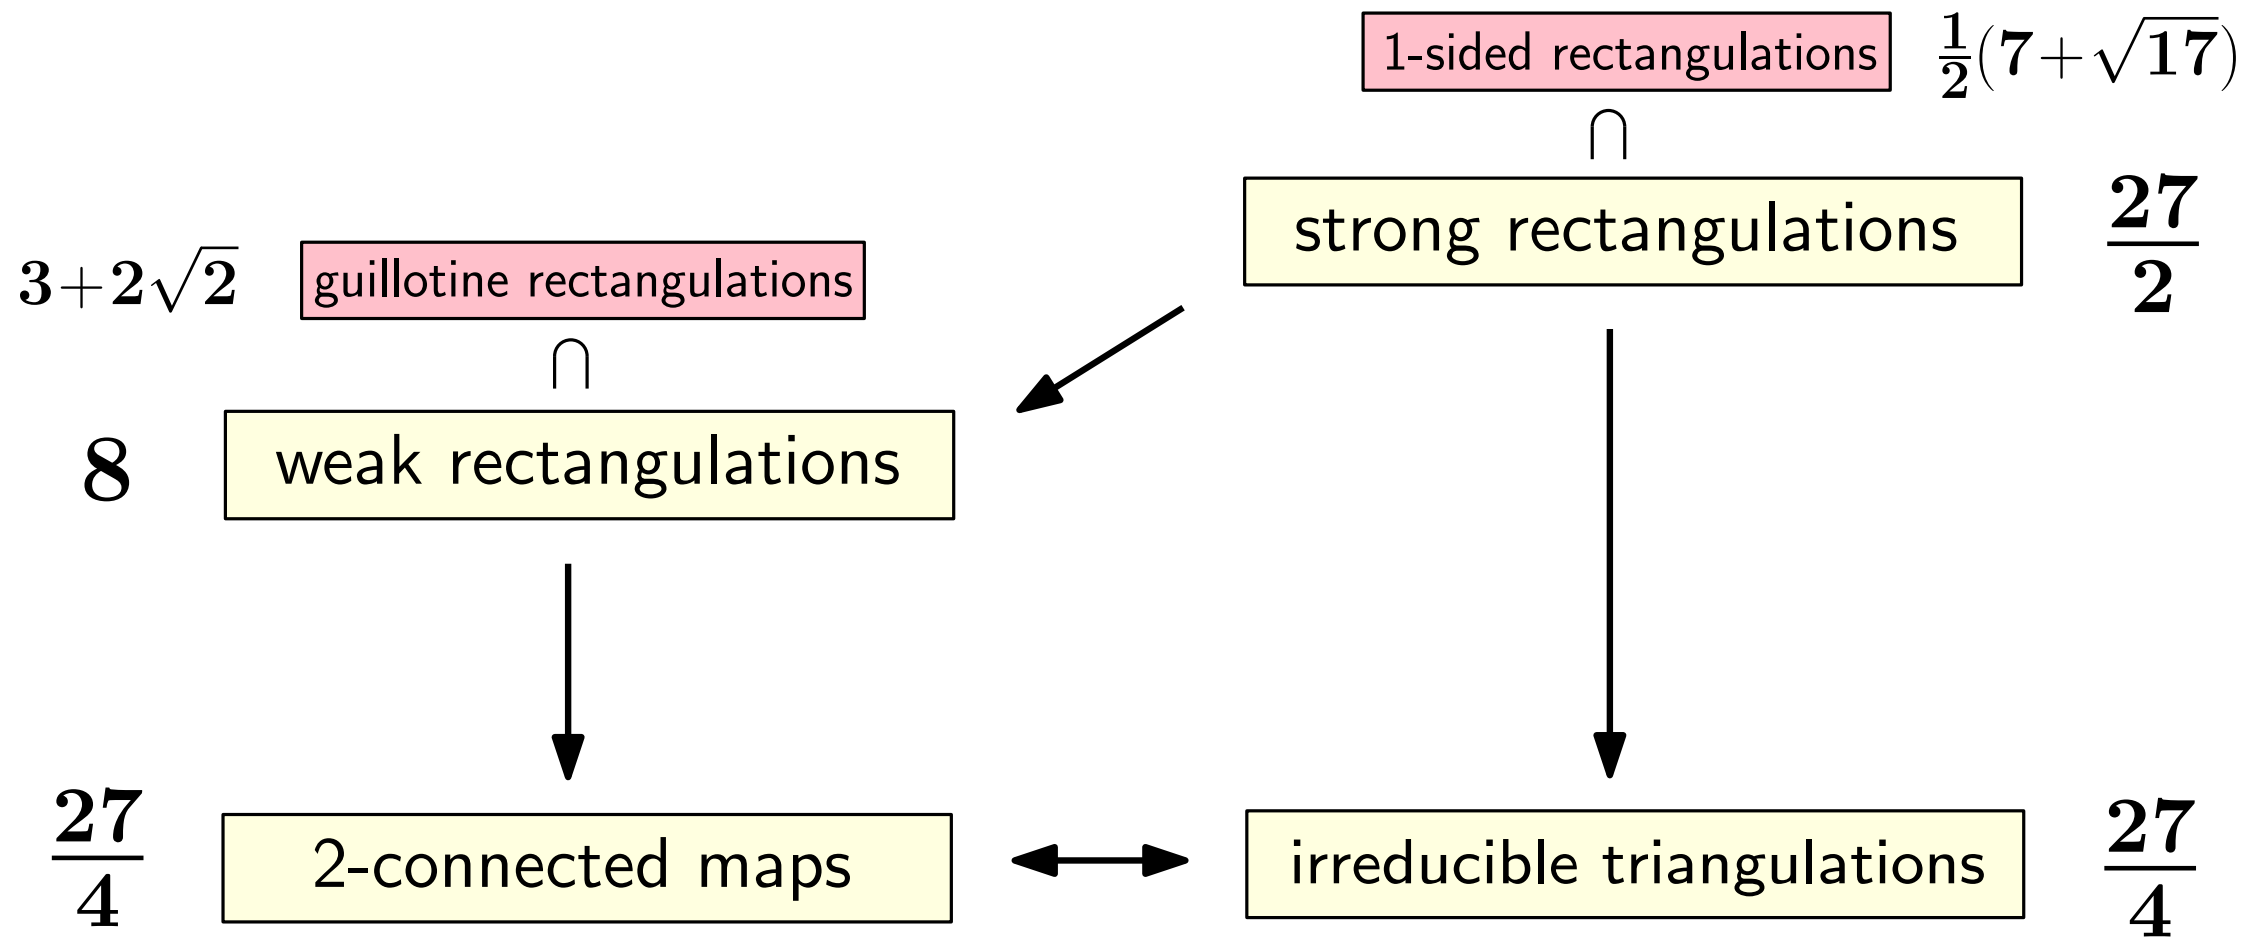 1-sided rectangulations
½(7+√17)
∩
strong rectangulations
27/2
3+2√2
guillotine rectangulations
∩
8
weak rectangulations
27/4
2-connected maps
irreducible triangulations
27/4